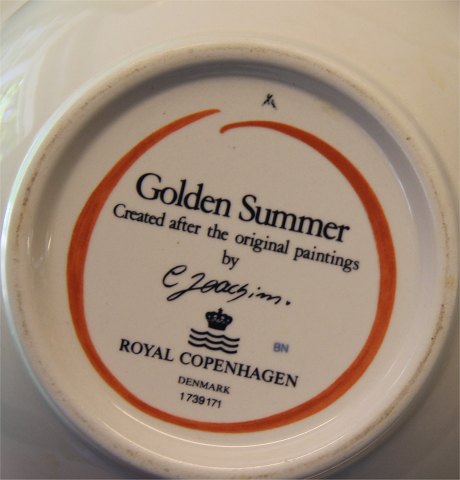 Golden Summer
Created after the original paintings
by
C Joachim.
BN
ROYAL COPENHAGEN
DENMARK
1739171